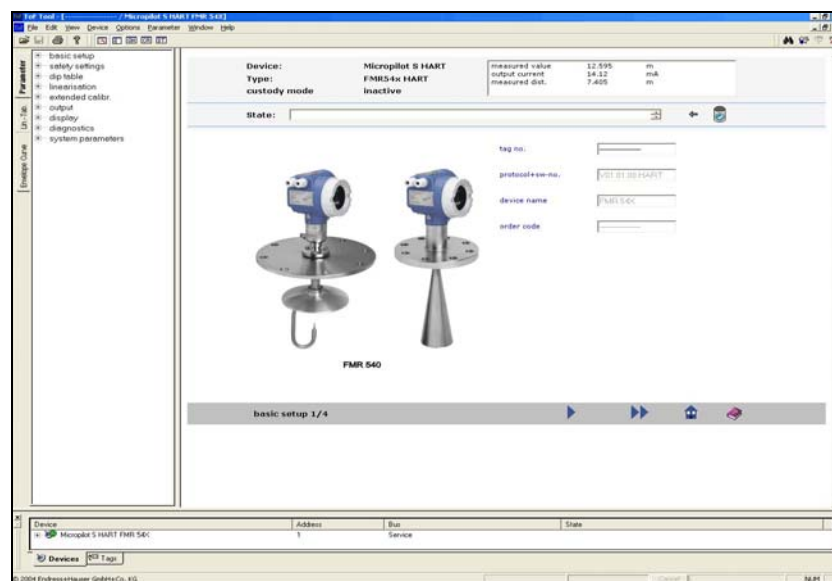 ToF Tool - [-------------- / Micropilot S HART FMR 54X]
File Edit View Device Options Parameter Window Help
Parameter
Lin.-Tab.
Envelope Curve
basic setup
safety settings
dip table
linearisation
extended calibr.
output
display
diagnostics
system parameters
Device: Micropilot S HART
Type: FMR54x HART
custody mode inactive
measured value 12.595 m
output current 14.12 mA
measured dist. 7.405 m
State:
tag no. --------------
protocol+sw-no. V01.01.00 HART
device name FMR 54X
order code --------------
FMR 540
basic setup 1/4
Device Address Bus State
Micropilot S HART FMR 54X 1 Service
Devices Tags
© 2004 Endress+Hauser GmbH+Co. KG
Cancel
NUM